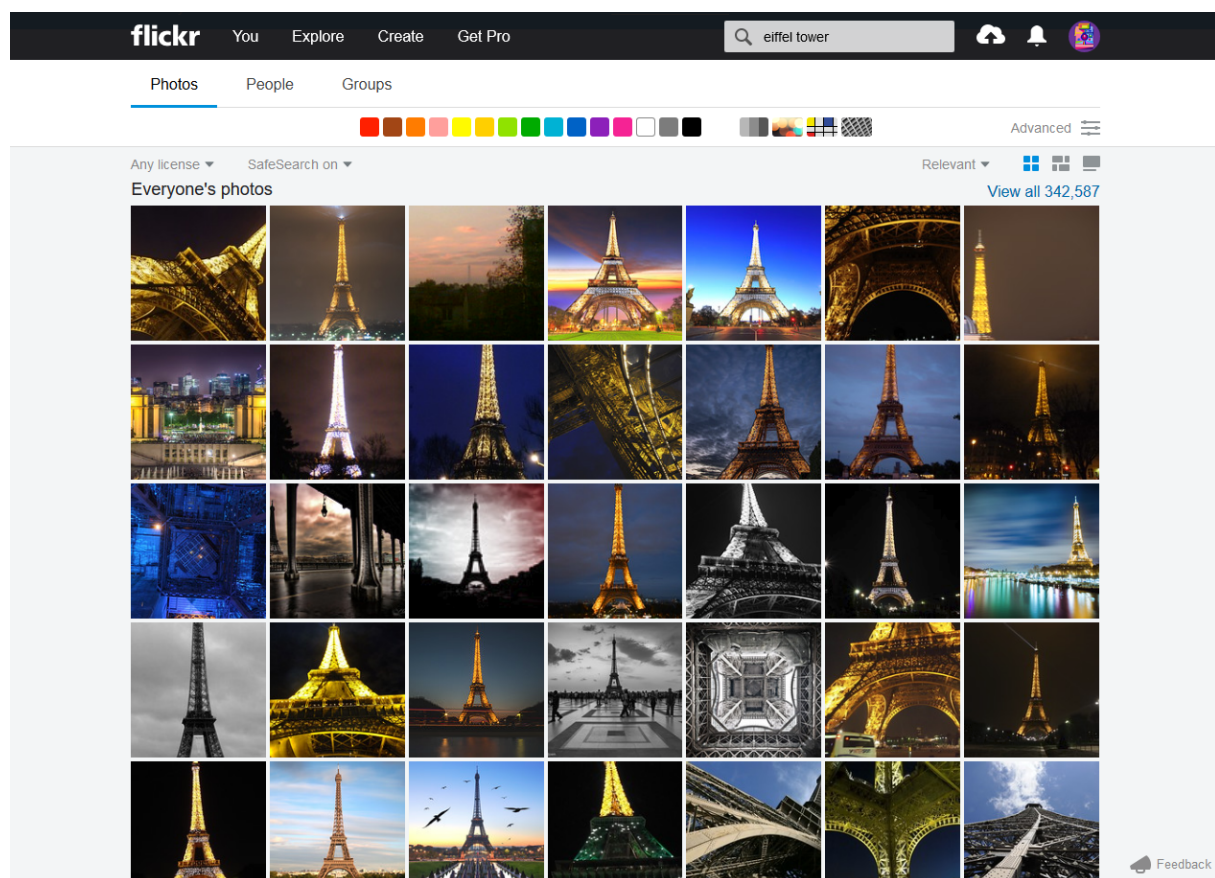 flickr You Explore Create Get Pro eiffel tower
Photos People Groups
Advanced
Any license SafeSearch on Relevant
Everyone's photos View all 342,587
Feedback